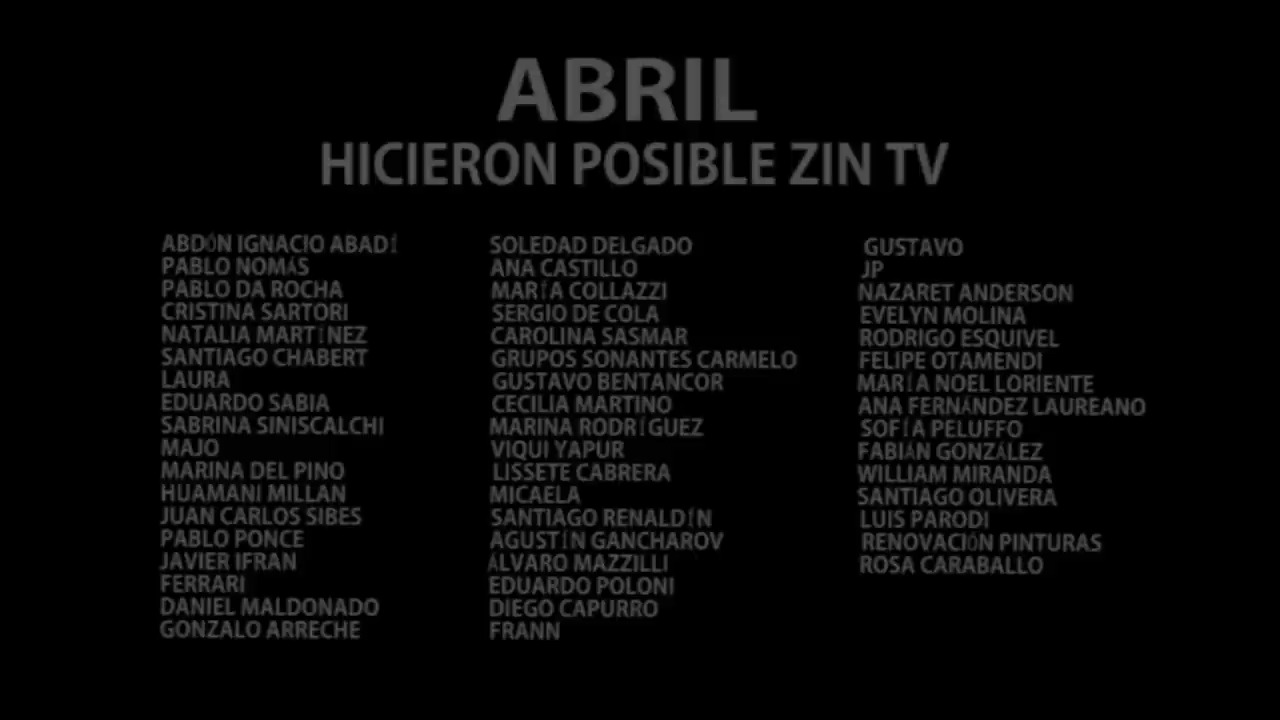 ABRIL
HICIERON POSIBLE ZIN TV
ABDÓN IGNACIO ABADÍ
PABLO NOMÁS
PABLO DA ROCHA
CRISTINA SARTORI
NATALIA MARTÍNEZ
SANTIAGO CHABERT
LAURA
EDUARDO SABIA
SABRINA SINISCALCHI
MAJO
MARINA DEL PINO
HUAMANI MILLAN
JUAN CARLOS SIBES
PABLO PONCE
JAVIER IFRAN
FERRARI
DANIEL MALDONADO
GONZALO ARRECHE
SOLEDAD DELGADO
ANA CASTILLO
MARÍA COLLAZZI
SERGIO DE COLA
CAROLINA SASMAR
GRUPOS SONANTES CARMELO
GUSTAVO BENTANCOR
CECILIA MARTINO
MARINA RODRÍGUEZ
VIQUI YAPUR
LISSETE CABRERA
MICAELA
SANTIAGO RENALDÍN
AGUSTÍN GANCHAROV
ÁLVARO MAZZILLI
EDUARDO POLONI
DIEGO CAPURRO
FRANN
GUSTAVO
JP
NAZARET ANDERSON
EVELYN MOLINA
RODRIGO ESQUIVEL
FELIPE OTAMENDI
MARÍA NOEL LORIENTE
ANA FERNÁNDEZ LAUREANO
SOFÍA PELUFFO
FABIÁN GONZÁLEZ
WILLIAM MIRANDA
SANTIAGO OLIVERA
LUIS PARODI
RENOVACIÓN PINTURAS
ROSA CARABALLO